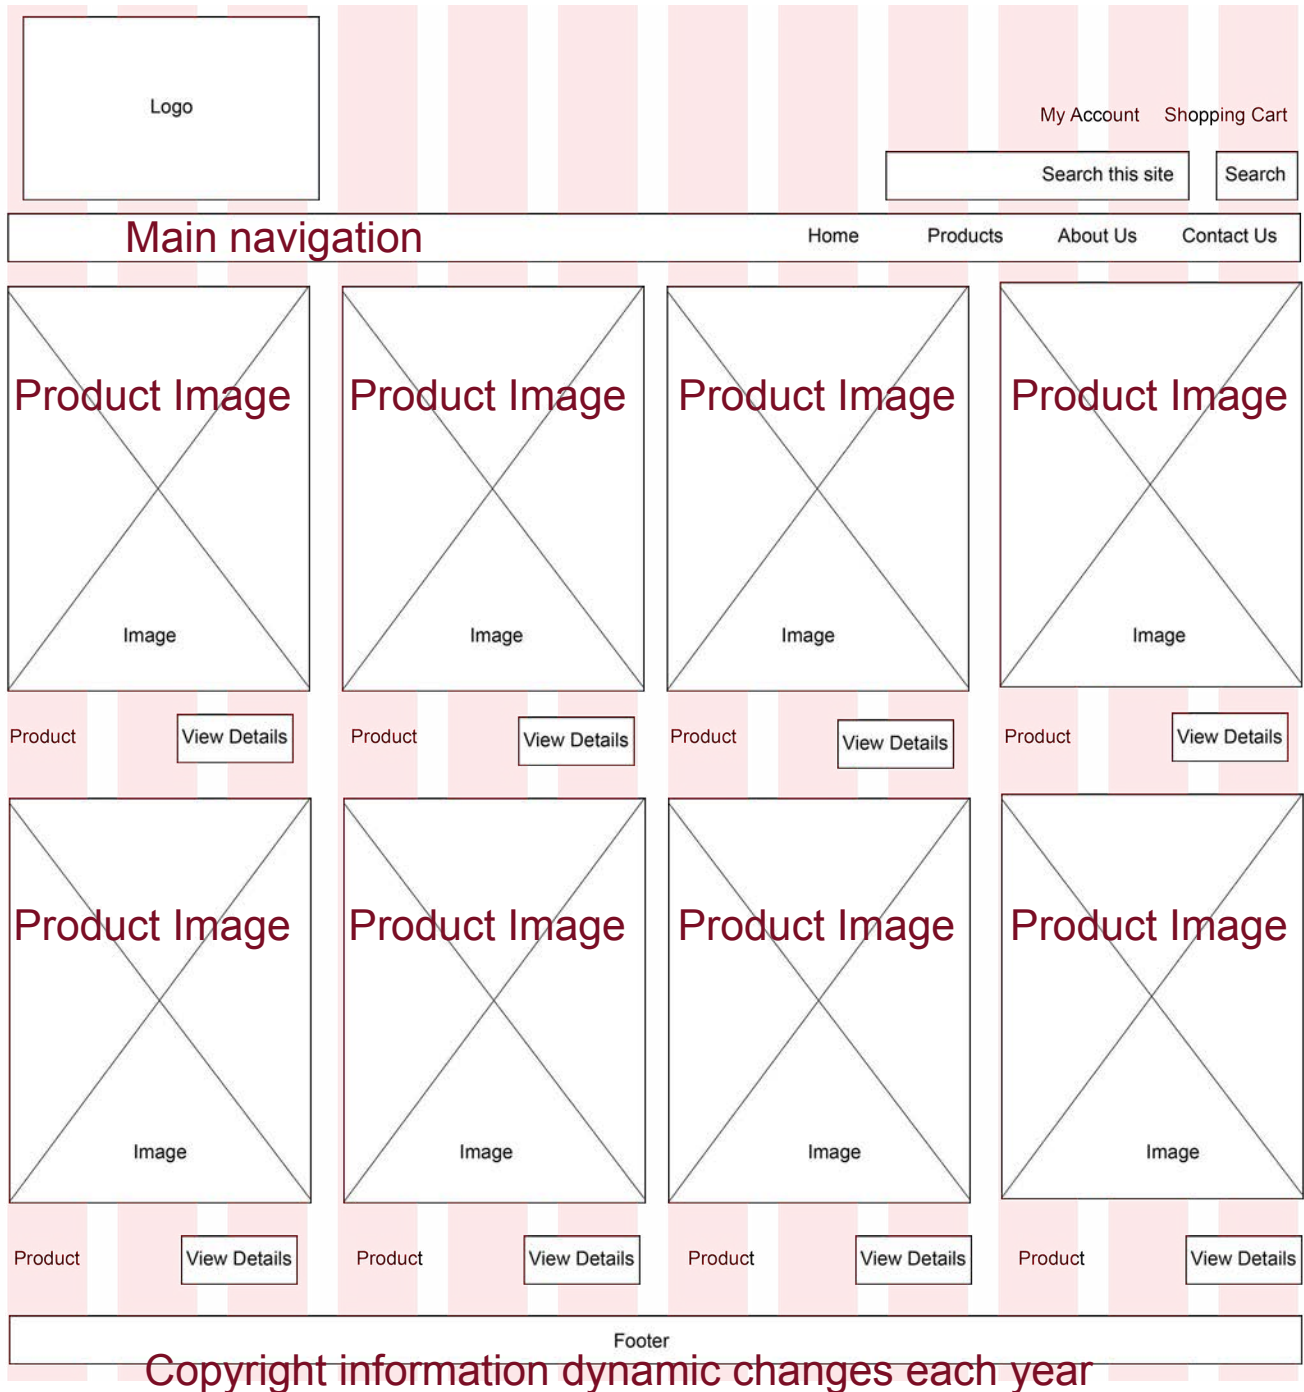 Logo
My Account Shopping Cart
Search this site Search
Main navigation Home Products About Us Contact Us
Product Image Product Image Product Image Product Image
Image Image Image Image
Product View Details Product View Details Product View Details Product View Details
Product Image Product Image Product Image Product Image
Image Image Image Image
Product View Details Product View Details Product View Details Product View Details
Footer
Copyright information dynamic changes each year